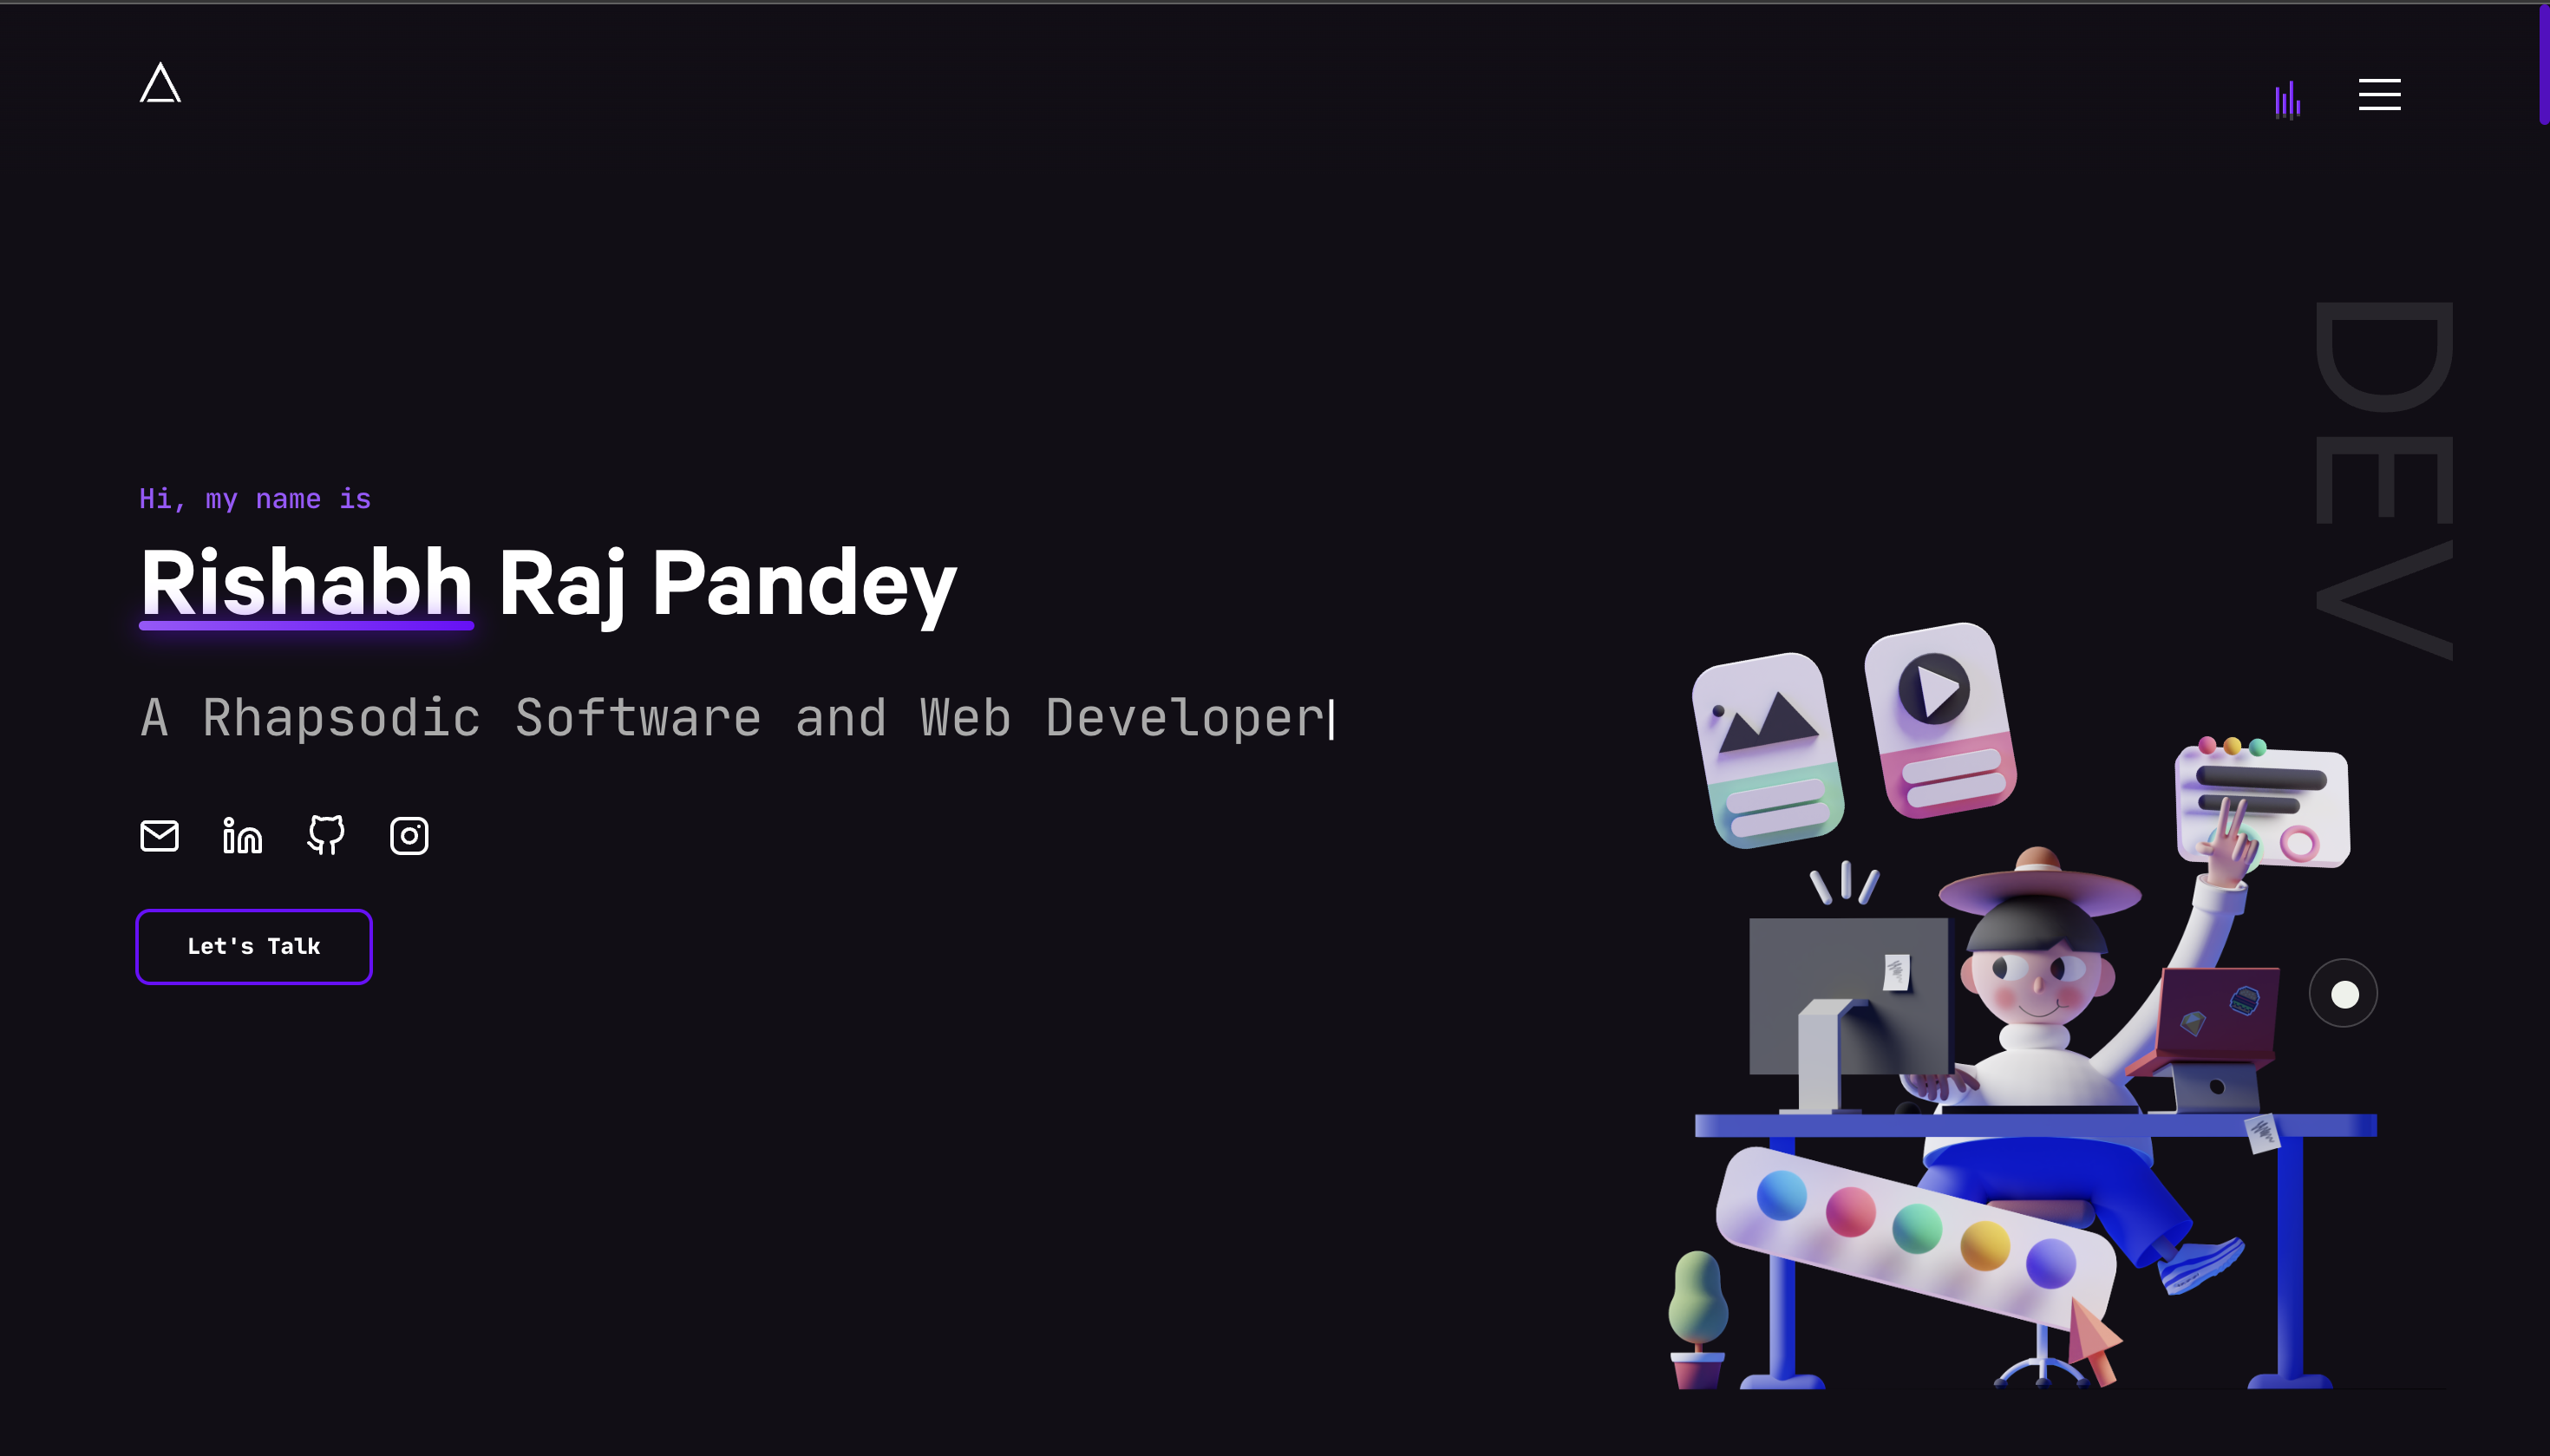 DEV
Hi, my name is
Rishabh Raj Pandey
A Rhapsodic Software and Web Developer
Let's Talk